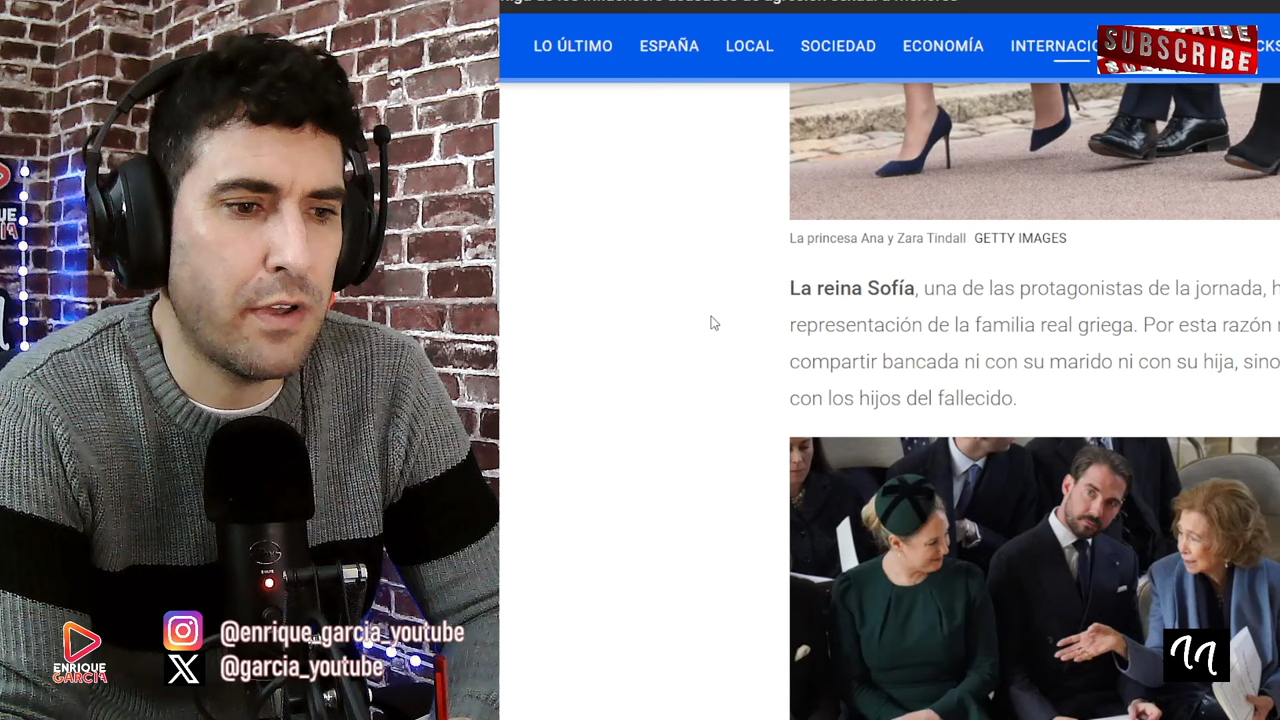 LO ÚLTIMO ESPAÑA LOCAL SOCIEDAD ECONOMÍA
SUBSCRIBE
La princesa Ana y Zara Tindall GETTY IMAGES
La reina Sofía, una de las protagonistas de la jornada,
representación de la familia real griega. Por esta razón
compartir bancada ni con su marido ni con su hija, sino
con los hijos del fallecido.
@enrique_garcia_youtube
@garcia_youtube
ENRIQUE
GARCIA